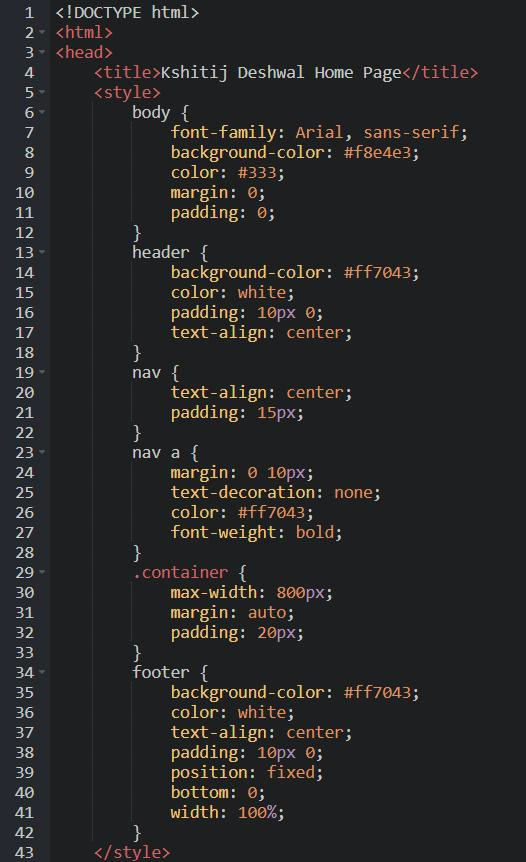 1 <!DOCTYPE html>
2 <html>
3 <head>
4     <title>Kshitij Deshwal Home Page</title>
5     <style>
6         body {
7             font-family: Arial, sans-serif;
8             background-color: #f8e4e3;
9             color: #333;
10             margin: 0;
11             padding: 0;
12         }
13         header {
14             background-color: #ff7043;
15             color: white;
16             padding: 10px 0;
17             text-align: center;
18         }
19         nav {
20             text-align: center;
21             padding: 15px;
22         }
23         nav a {
24             margin: 0 10px;
25             text-decoration: none;
26             color: #ff7043;
27             font-weight: bold;
28         }
29         .container {
30             max-width: 800px;
31             margin: auto;
32             padding: 20px;
33         }
34         footer {
35             background-color: #ff7043;
36             color: white;
37             text-align: center;
38             padding: 10px 0;
39             position: fixed;
40             bottom: 0;
41             width: 100%;
42         }
43     </style>